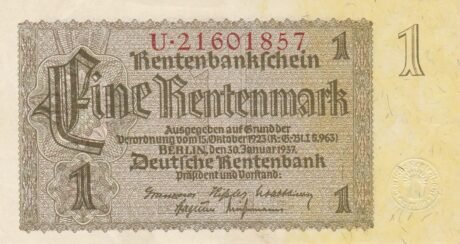 U·21601857
1
1
Rentenbankschein
Eine Rentenmark
Ausgegeben auf Grund der
Verordnung vom 15. Oktober 1923 (R.G.Bl. I S. 963)
BERLIN, den 30. Januar 1937.
Deutsche Rentenbank
Präsident und Vorstand:
1
1